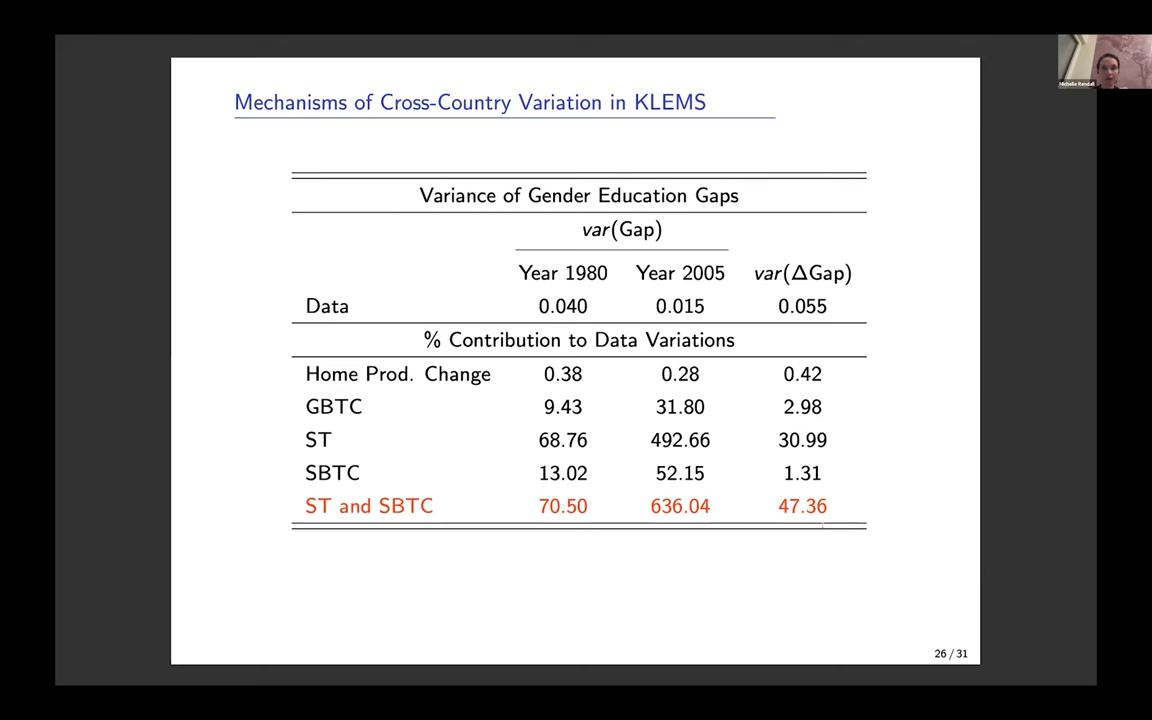 Mechanisms of Cross-Country Variation in KLEMS
Variance of Gender Education Gaps
var(Gap)
Year 1980 Year 2005 var(ΔGap)
Data 0.040 0.015 0.055
% Contribution to Data Variations
Home Prod. Change 0.38 0.28 0.42
GBTC 9.43 31.80 2.98
ST 68.76 492.66 30.99
SBTC 13.02 52.15 1.31
ST and SBTC 70.50 636.04 47.36
26 / 31
Michelle Rendall